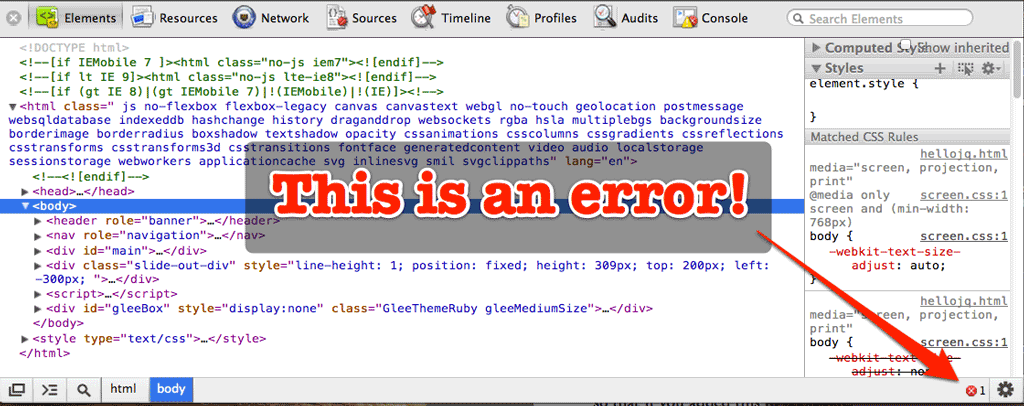 Elements Resources Network Sources Timeline Profiles Audits Console Search Elements
<!DOCTYPE html>
<!--[if IEMobile 7 ]><html class="no-js iem7"><![endif]-->
<!--[if lt IE 9]><html class="no-js lte-ie8"><![endif]-->
<!--[if (gt IE 8)|(gt IEMobile 7)|!(IEMobile)|!(IE)]><!-->
<html class=" js no-flexbox flexbox-legacy canvas canvastext webgl no-touch geolocation postmessage
websqldatabase indexeddb hashchange history draganddrop websockets rgba hsla multiplebgs backgroundsize
borderimage borderradius boxshadow textshadow opacity cssanimations csscolumns cssgradients cssreflections
csstransforms csstransforms3d csstransitions fontface generatedcontent video audio localstorage
sessionstorage webworkers applicationcache svg inlinesvg smil svgclippaths" lang="en">
<!--<![endif]-->
<head>…</head>
<body>
<header role="banner">…</header>
<nav role="navigation">…</nav>
<div id="main">…</div>
<div class="slide-out-div" style="line-height: 1; position: fixed; height: 309px; top: 200px; left:
-300px; ">…</div>
<script>…</script>
<div id="gleeBox" style="display:none" class="GleeThemeRuby gleeMediumSize">…</div>
</body>
<style type="text/css">…</style>
</html>
This is an error!
Computed Style Show inherited
Styles
element.style {
}
Matched CSS Rules
hellojq.html
media="screen, projection,
print"
@media only screen.css:1
screen and (min-width:
768px)
body { screen.css:1
-webkit-text-size-
adjust: auto;
}
hellojq.html
media="screen, projection,
print"
body { screen.css:1
-webkit-text-size-
adjust:
html body 1